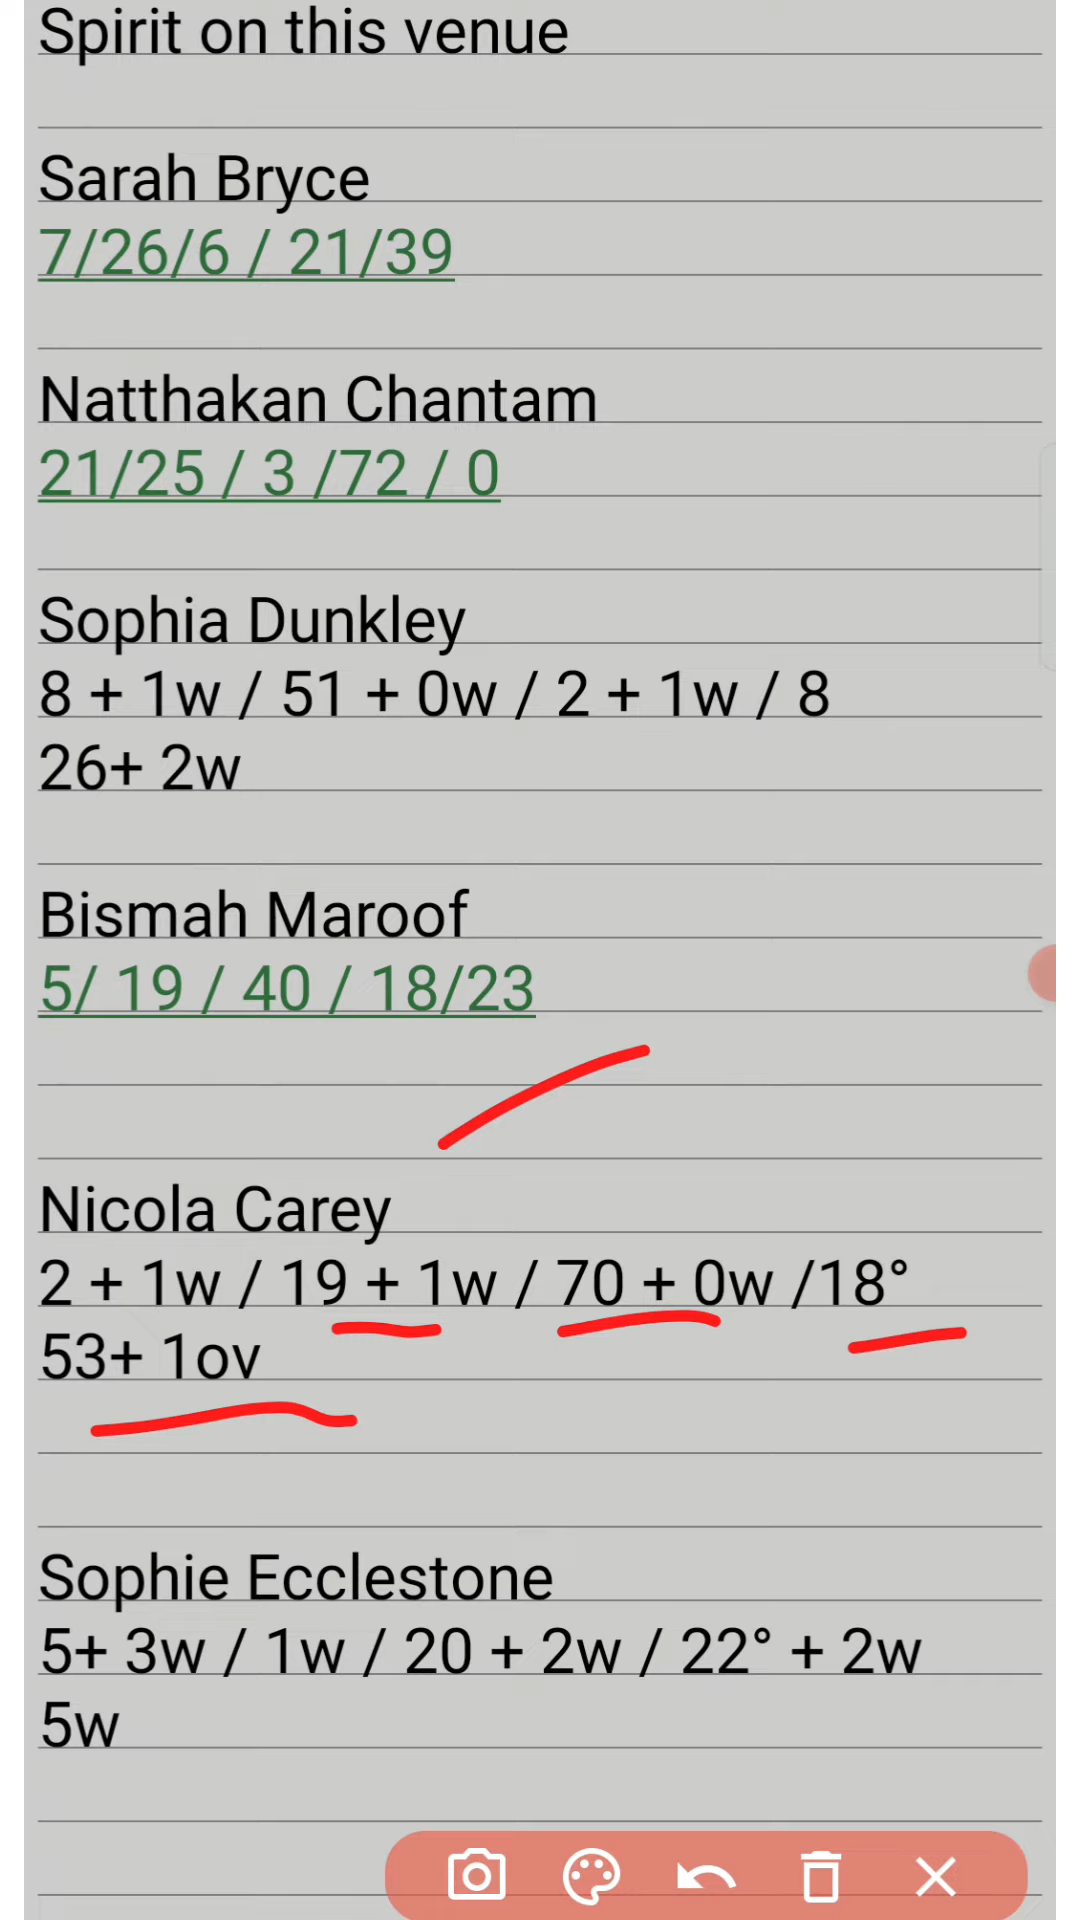 Spirit on this venue
Sarah Bryce
7/26/6 / 21/39
Natthakan Chantam
21/25 / 3 /72 / 0
Sophia Dunkley
8 + 1w / 51 + 0w / 2 + 1w / 8
26+ 2w
Bismah Maroof
5/ 19 / 40 / 18/23
Nicola Carey
2 + 1w / 19 + 1w / 70 + 0w /18°
53+ 1ov
Sophie Ecclestone
5+ 3w / 1w / 20 + 2w / 22° + 2w
5w